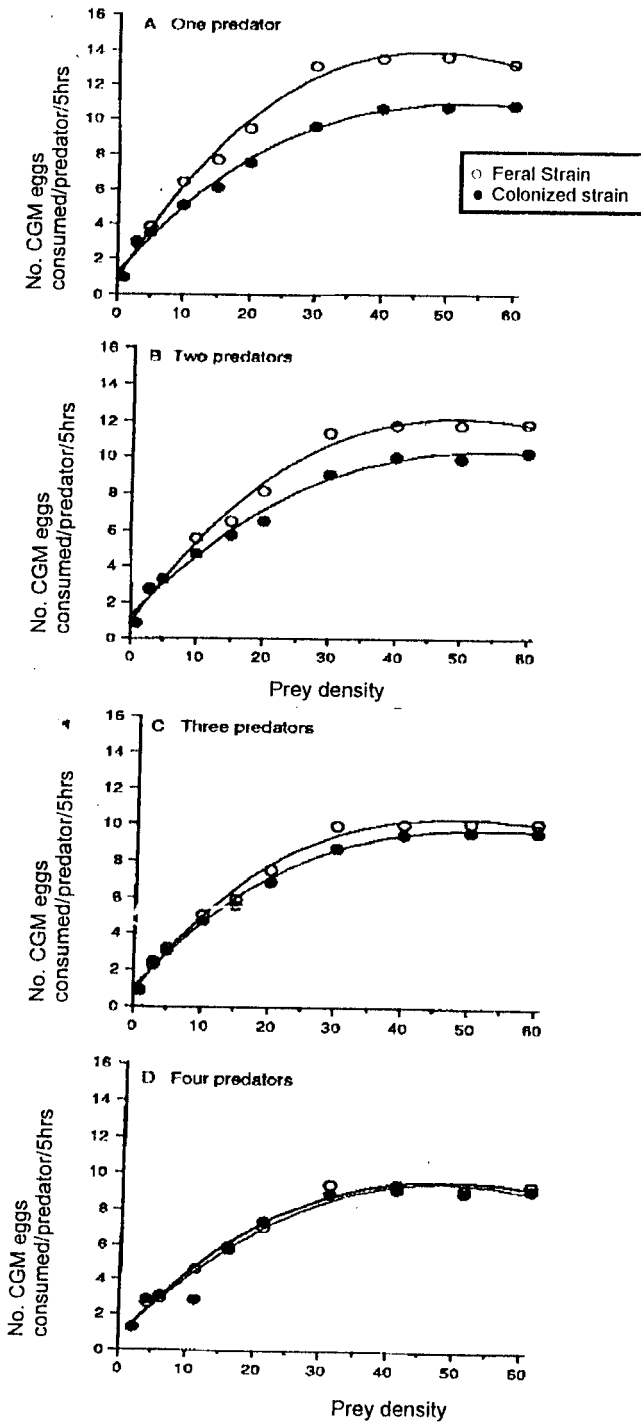 A One predator
16
14
12
10
8
6
4
2
0
No. CGM eggs
consumed/predator/5hrs
0 10 20 30 40 50 60
Feral Strain
Colonized strain
B Two predators
16
14
12
10
8
6
4
2
0
No. CGM eggs
consumed/predator/5hrs
0 10 20 30 40 50 60
Prey density
C Three predators
16
14
12
10
8
6
4
2
0
No. CGM eggs
consumed/predator/5hrs
0 10 20 30 40 50 60
D Four predators
16
14
12
10
8
6
4
2
0
No. CGM eggs
consumed/predator/5hrs
0 10 20 30 40 50 60
Prey density